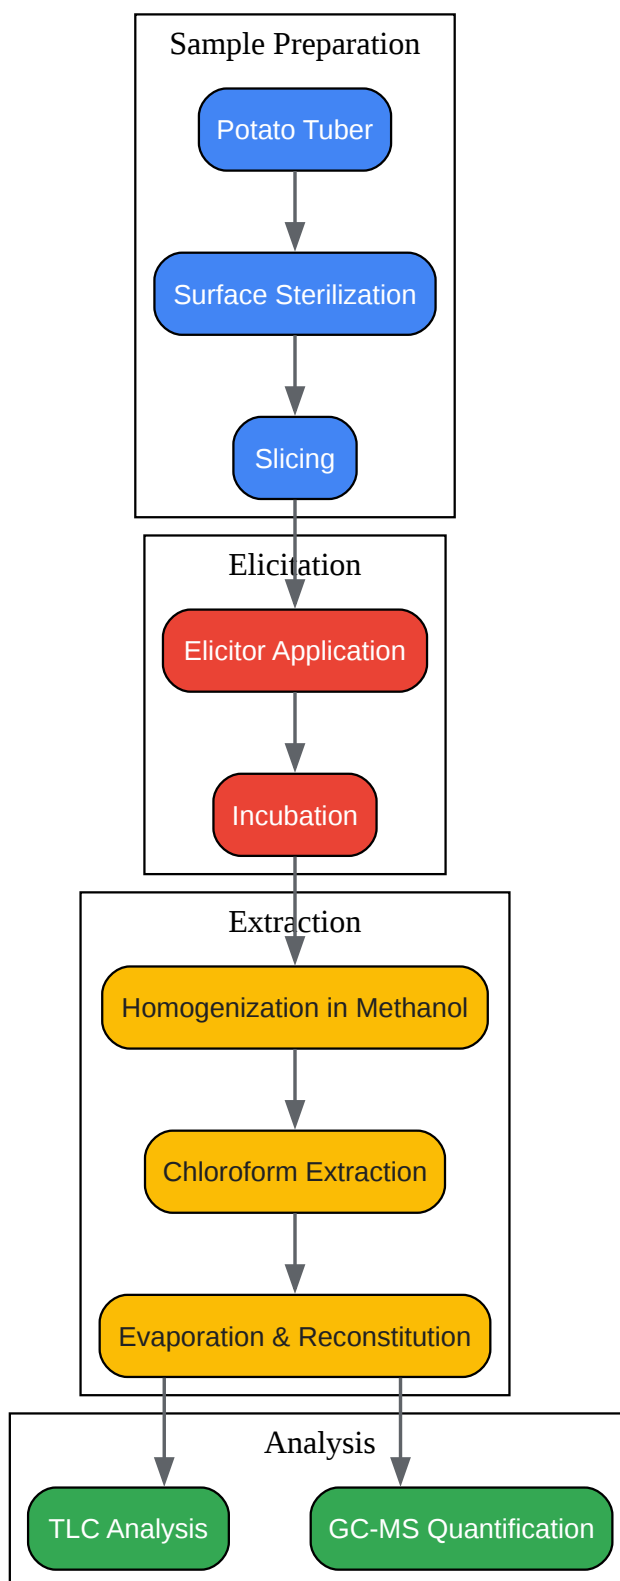 Sample Preparation
Potato Tuber
Surface Sterilization
Slicing
Elicitation
Elicitor Application
Incubation
Extraction
Homogenization in Methanol
Chloroform Extraction
Evaporation & Reconstitution
Analysis
TLC Analysis
GC-MS Quantification